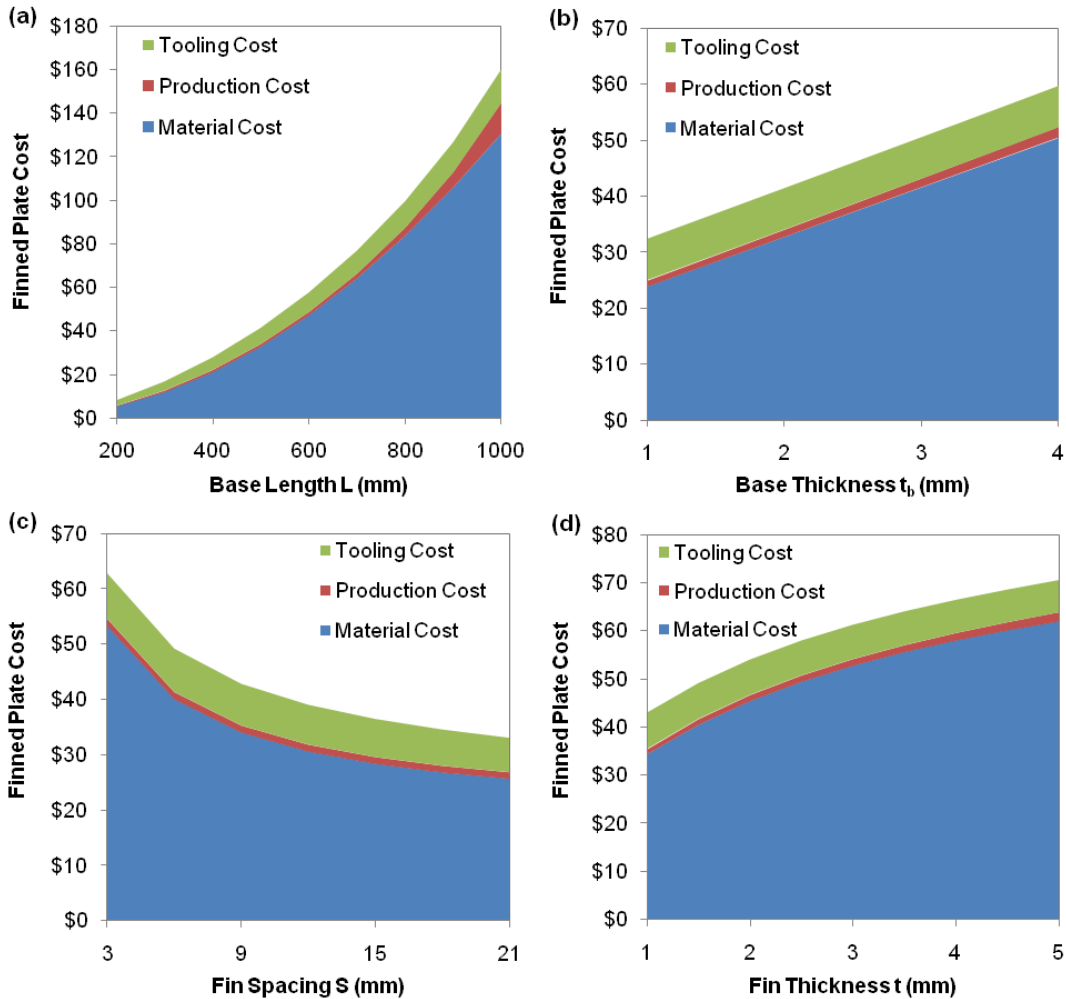 (a)
$180
$160
$140
$120
$100
$80
$60
$40
$20
$0
Finned Plate Cost
Tooling Cost
Production Cost
Material Cost
200
400
600
800
1000
Base Length L (mm)
(b)
$70
$60
$50
$40
$30
$20
$10
$0
Finned Plate Cost
Tooling Cost
Production Cost
Material Cost
1
2
3
4
Base Thickness tb (mm)
(c)
$70
$60
$50
$40
$30
$20
$10
$0
Finned Plate Cost
Tooling Cost
Production Cost
Material Cost
3
9
15
21
Fin Spacing S (mm)
(d)
$80
$70
$60
$50
$40
$30
$20
$10
$0
Finned Plate Cost
Tooling Cost
Production Cost
Material Cost
1
2
3
4
5
Fin Thickness t (mm)